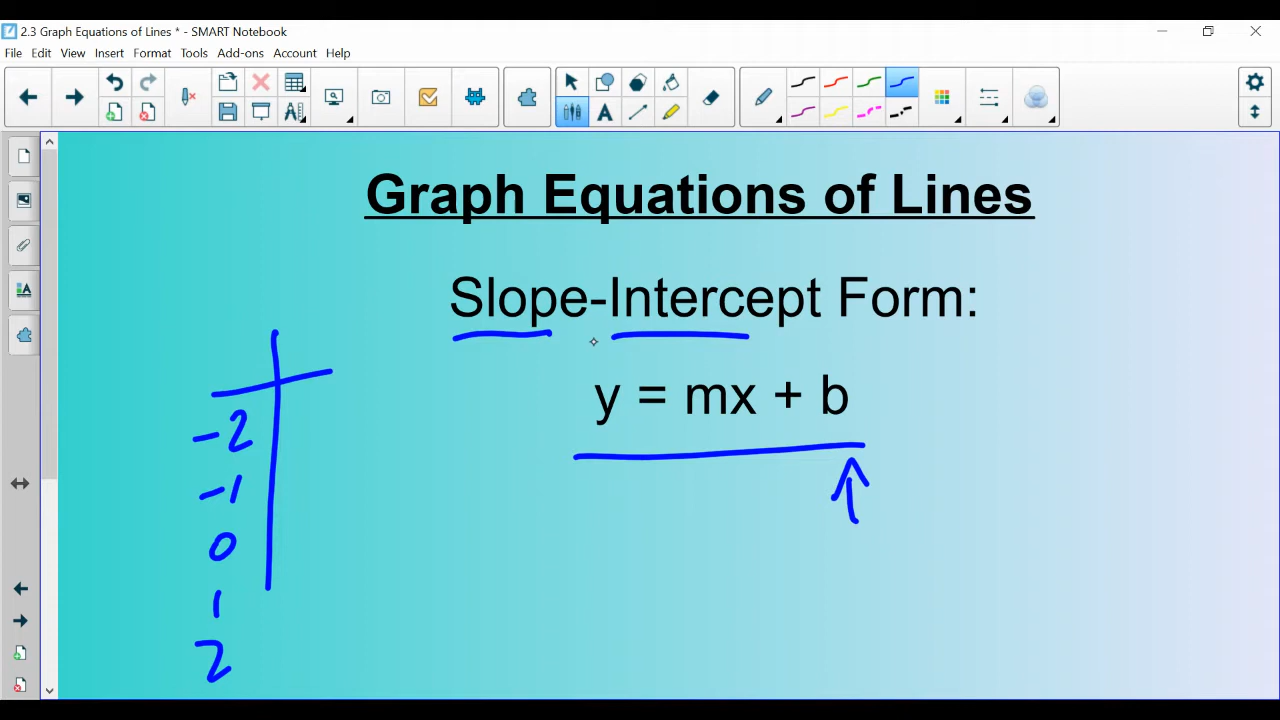 2.3 Graph Equations of Lines * - SMART Notebook
File Edit View Insert Format Tools Add-ons Account Help
Graph Equations of Lines
Slope-Intercept Form:
y = mx + b
-2
-1
0
1
2